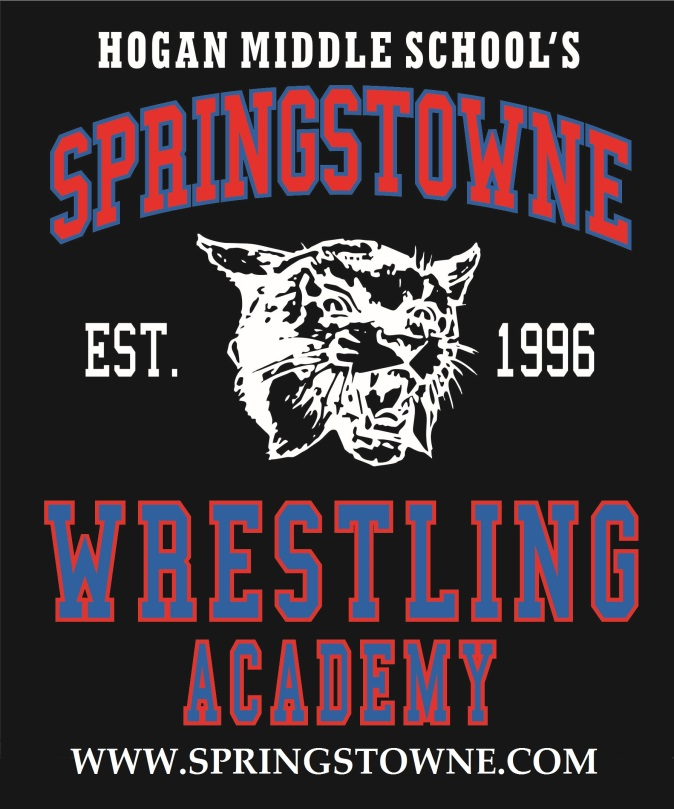 HOGAN MIDDLE SCHOOL'S
SPRINGSTOWNE
EST. 1996
WRESTLING
ACADEMY
WWW.SPRINGSTOWNE.COM